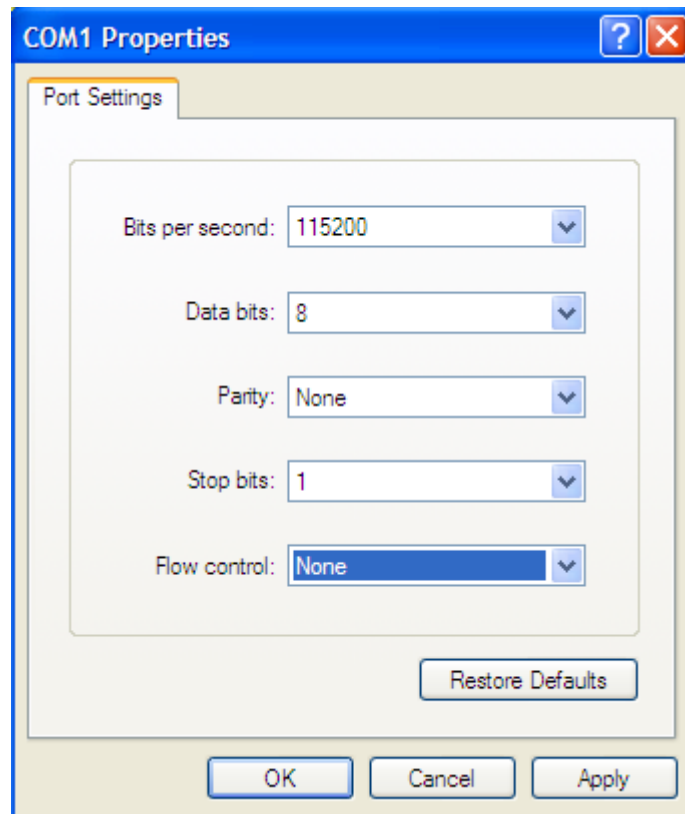 COM1 Properties
Port Settings
Bits per second: 115200
Data bits: 8
Parity: None
Stop bits: 1
Flow control: None
Restore Defaults
OK Cancel Apply